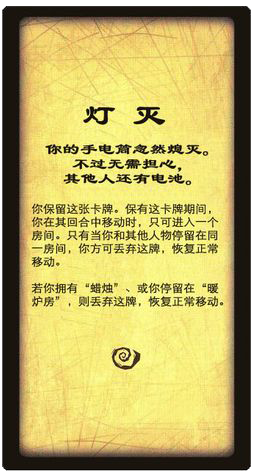 灯 灭
你的手电筒忽然熄灭。
不过无需担心,
其他人还有电池。
你保留这张卡牌。保有这卡牌期间,
你在其回合中移动时,只可进入一个
房间。只有当你和其他人物停留在同
一房间,你方可丢弃这牌,恢复正常
移动。
若你拥有“蜡烛”、或你停留在“暖
炉房”,则丢弃这牌,恢复正常移动。